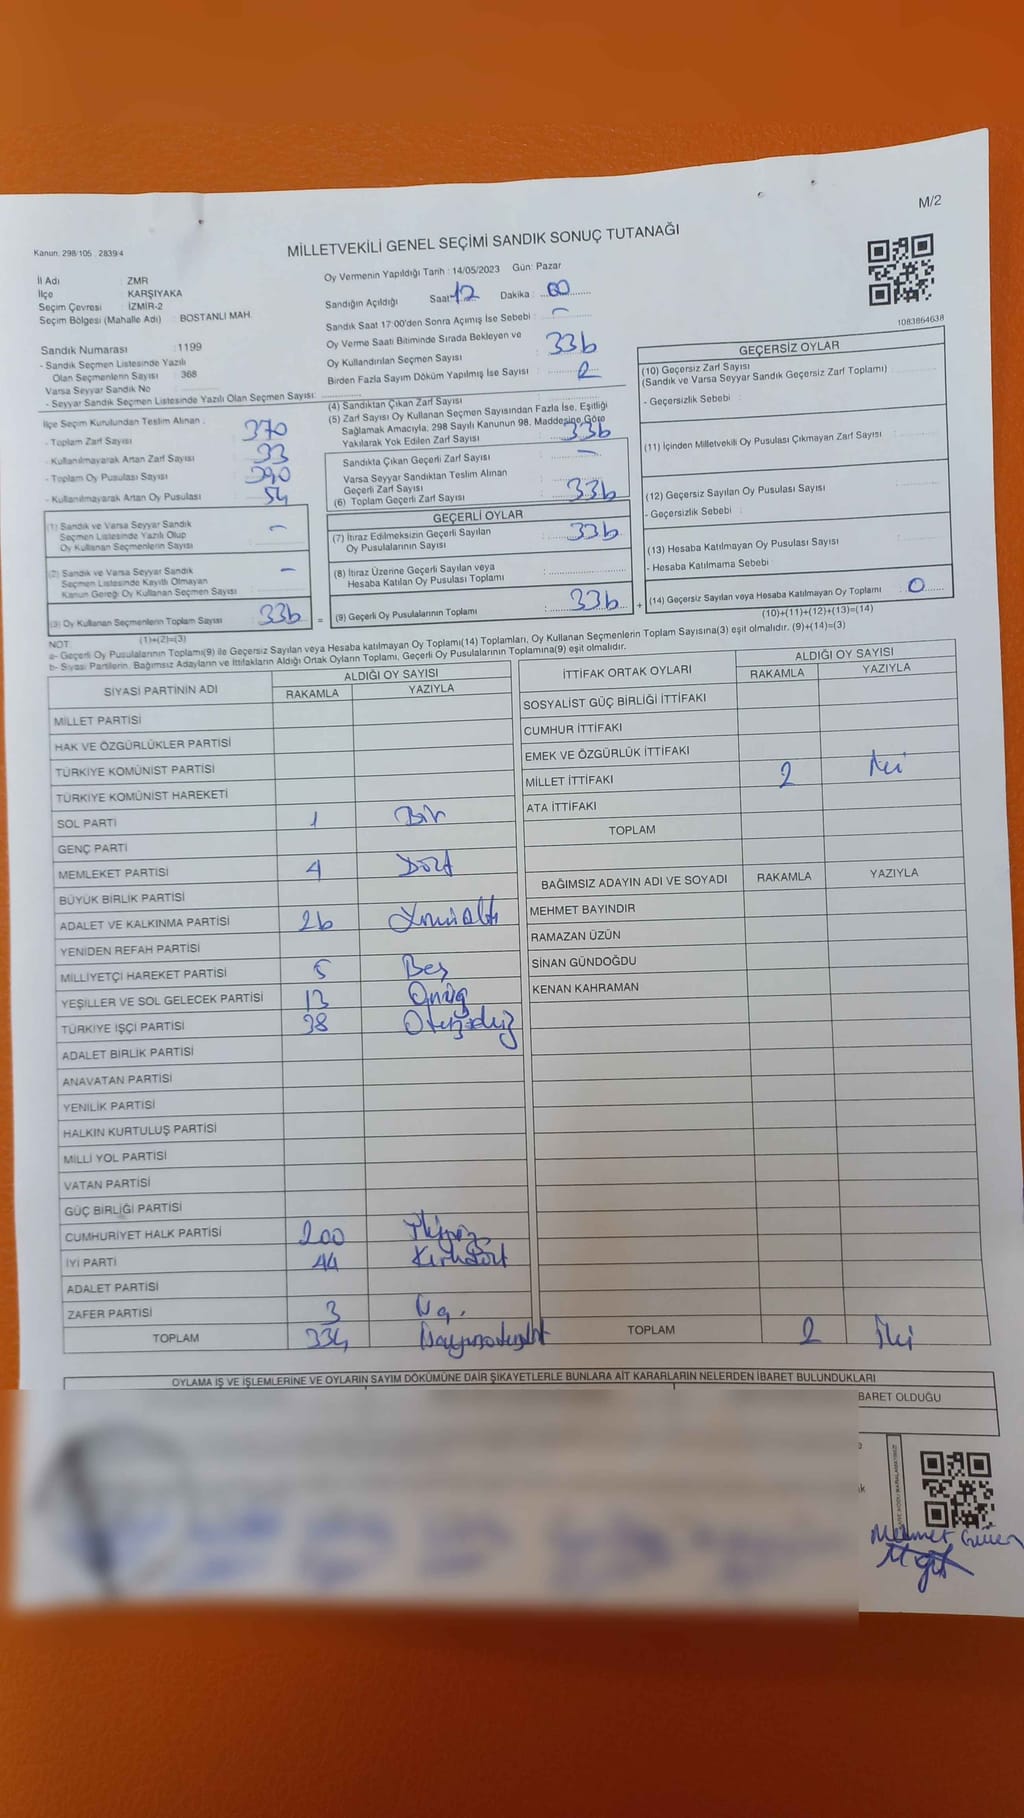 M/2
Kanun. 298/105 . 2839/4
MİLLETVEKİLİ GENEL SEÇİMİ SANDIK SONUÇ TUTANAĞI
İl Adı : ZMR
İlçe : KARŞIYAKA
Seçim Çevresi : İZMİR-2
Seçim Bölgesi (Mahalle Adı) : BOSTANLI MAH.
Oy Vermenin Yapıldığı Tarih : 14/05/2023 Gün: Pazar
Sandığın Açıldığı Saat 12 Dakika : 00
Sandık Saat 17:00'den Sonra Açımış İse Sebebi : -
Oy Verme Saati Bitiminde Sırada Bekleyen ve
Oy Kullandırılan Seçmen Sayısı : 336
Birden Fazla Sayım Döküm Yapılmış İse Sayısı :
1083864638
Sandık Numarası : 1199
- Sandık Seçmen Listesinde Yazılı
Olan Seçmenlerin Sayısı : 368
Varsa Seyyar Sandık No :
- Seyyar Sandık Seçmen Listesinde Yazılı Olan Seçmen Sayısı:
İlçe Seçim Kurulundan Teslim Alınan :
- Toplam Zarf Sayısı : 370
- Kullanılmayarak Artan Zarf Sayısı : 33
- Toplam Oy Pusulası Sayısı : 390
- Kullanılmayarak Artan Oy Pusulası : 54
(1) Sandık ve Varsa Seyyar Sandık
Seçmen Listesinde Yazılı Olup
Oy Kullanan Seçmenlerin Sayısı : -
(2) Sandık ve Varsa Seyyar Sandık
Seçmen Listesinde Kayıtlı Olmayan
Kanun Gereği Oy Kullanan Seçmen Sayısı : -
(3) Oy Kullanan Seçmenlerin Toplam Sayısı : 336
(1)+(2)=(3)
(4) Sandıktan Çıkan Zarf Sayısı
(5) Zarf Sayısı Oy Kullanan Seçmen Sayısından Fazla İse, Eşitliği
Sağlamak Amacıyla, 298 Sayılı Kanunun 98. Maddesine Göre
Yakılarak Yok Edilen Zarf Sayısı : 336
Sandıkta Çıkan Geçerli Zarf Sayısı : -
Varsa Seyyar Sandıktan Teslim Alınan
Geçerli Zarf Sayısı
(6) Toplam Geçerli Zarf Sayısı : 336
GEÇERLİ OYLAR
(7) İtiraz Edilmeksizin Geçerli Sayılan
Oy Pusulalarının Sayısı : 336
(8) İtiraz Üzerine Geçerli Sayılan veya
Hesaba Katılan Oy Pusulası Toplamı :
= (9) Geçerli Oy Pusulalarının Toplamı : 336 +
GEÇERSİZ OYLAR
(10) Geçersiz Zarf Sayısı
(Sandık ve Varsa Seyyar Sandık Geçersiz Zarf Toplamı) :
- Geçersizlik Sebebi :
(11) İçinden Milletvekili Oy Pusulası Çıkmayan Zarf Sayısı :
(12) Geçersiz Sayılan Oy Pusulası Sayısı :
- Geçersizlik Sebebi :
(13) Hesaba Katılmayan Oy Pusulası Sayısı :
- Hesaba Katılmama Sebebi :
(14) Geçersiz Sayılan veya Hesaba Katılmayan Oy Toplamı : 0
(10)+(11)+(12)+(13)=(14)
NOT
a- Geçerli Oy Pusulalarının Toplamı(9) ile Geçersiz Sayılan veya Hesaba katılmayan Oy Toplamı(14) Toplamları, Oy Kullanan Seçmenlerin Toplam Sayısına(3) eşit olmalıdır. (9)+(14)=(3)
b- Siyasi Partilerin, Bağımsız Adayların ve İttifakların Aldığı Ortak Oyların Toplamı, Geçerli Oy Pusulalarının Toplamına(9) eşit olmalıdır.
SİYASİ PARTİNİN ADI ALDIĞI OY SAYISI
RAKAMLA YAZIYLA
MİLLET PARTİSİ
HAK VE ÖZGÜRLÜKLER PARTİSİ
TÜRKİYE KOMÜNİST PARTİSİ
TÜRKİYE KOMÜNİST HAREKETİ
SOL PARTİ 1 Bir
GENÇ PARTİ
MEMLEKET PARTİSİ 4 Dört
BÜYÜK BİRLİK PARTİSİ
ADALET VE KALKINMA PARTİSİ 26 Yirmialtı
YENİDEN REFAH PARTİSİ
MİLLİYETÇİ HAREKET PARTİSİ 5 Beş
YEŞİLLER VE SOL GELECEK PARTİSİ 13 Onüç
TÜRKİYE İŞÇİ PARTİSİ 38 Otuzsekiz
ADALET BİRLİK PARTİSİ
ANAVATAN PARTİSİ
YENİLİK PARTİSİ
HALKIN KURTULUŞ PARTİSİ
MİLLİ YOL PARTİSİ
VATAN PARTİSİ
GÜÇ BİRLİĞİ PARTİSİ
CUMHURİYET HALK PARTİSİ 200 İkiyüz
İYİ PARTİ 44 Kırkdört
ADALET PARTİSİ
ZAFER PARTİSİ 3 Üç.
TOPLAM 334
İTTİFAK ORTAK OYLARI ALDIĞI OY SAYISI
RAKAMLA YAZIYLA
SOSYALİST GÜÇ BİRLİĞİ İTTİFAKI
CUMHUR İTTİFAKI
EMEK VE ÖZGÜRLÜK İTTİFAKI
MİLLET İTTİFAKI 2 İki
ATA İTTİFAKI
TOPLAM
BAĞIMSIZ ADAYIN ADI VE SOYADI RAKAMLA YAZIYLA
MEHMET BAYINDIR
RAMAZAN ÜZÜN
SİNAN GÜNDOĞDU
KENAN KAHRAMAN
TOPLAM 2 İki
OYLAMA İŞ VE İŞLEMLERİNE VE OYLARIN SAYIM DÖKÜMÜNE DAİR ŞİKAYETLERLE BUNLARA AİT KARARLARIN NELERDEN İBARET BULUNDUKLARI
BARET OLDUĞU
Mehmet